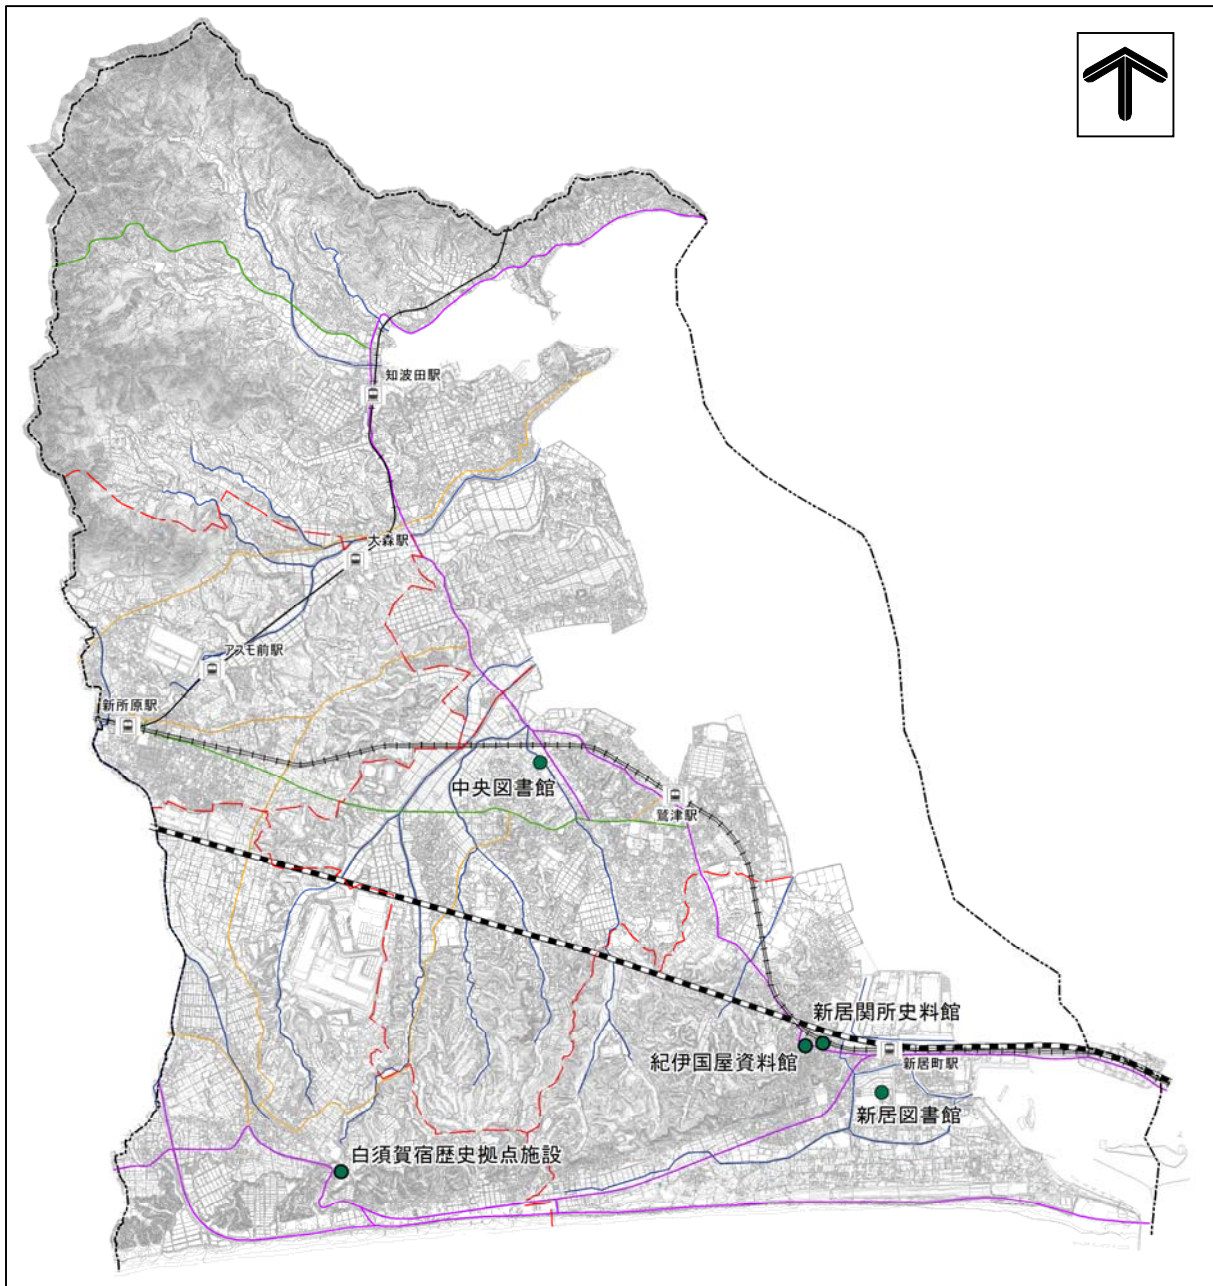 知波田駅
大森駅
アスモ前駅
新所原駅
中央図書館
鷲津駅
新居関所史料館
紀伊国屋資料館
新居町駅
新居図書館
白須賀宿歴史拠点施設